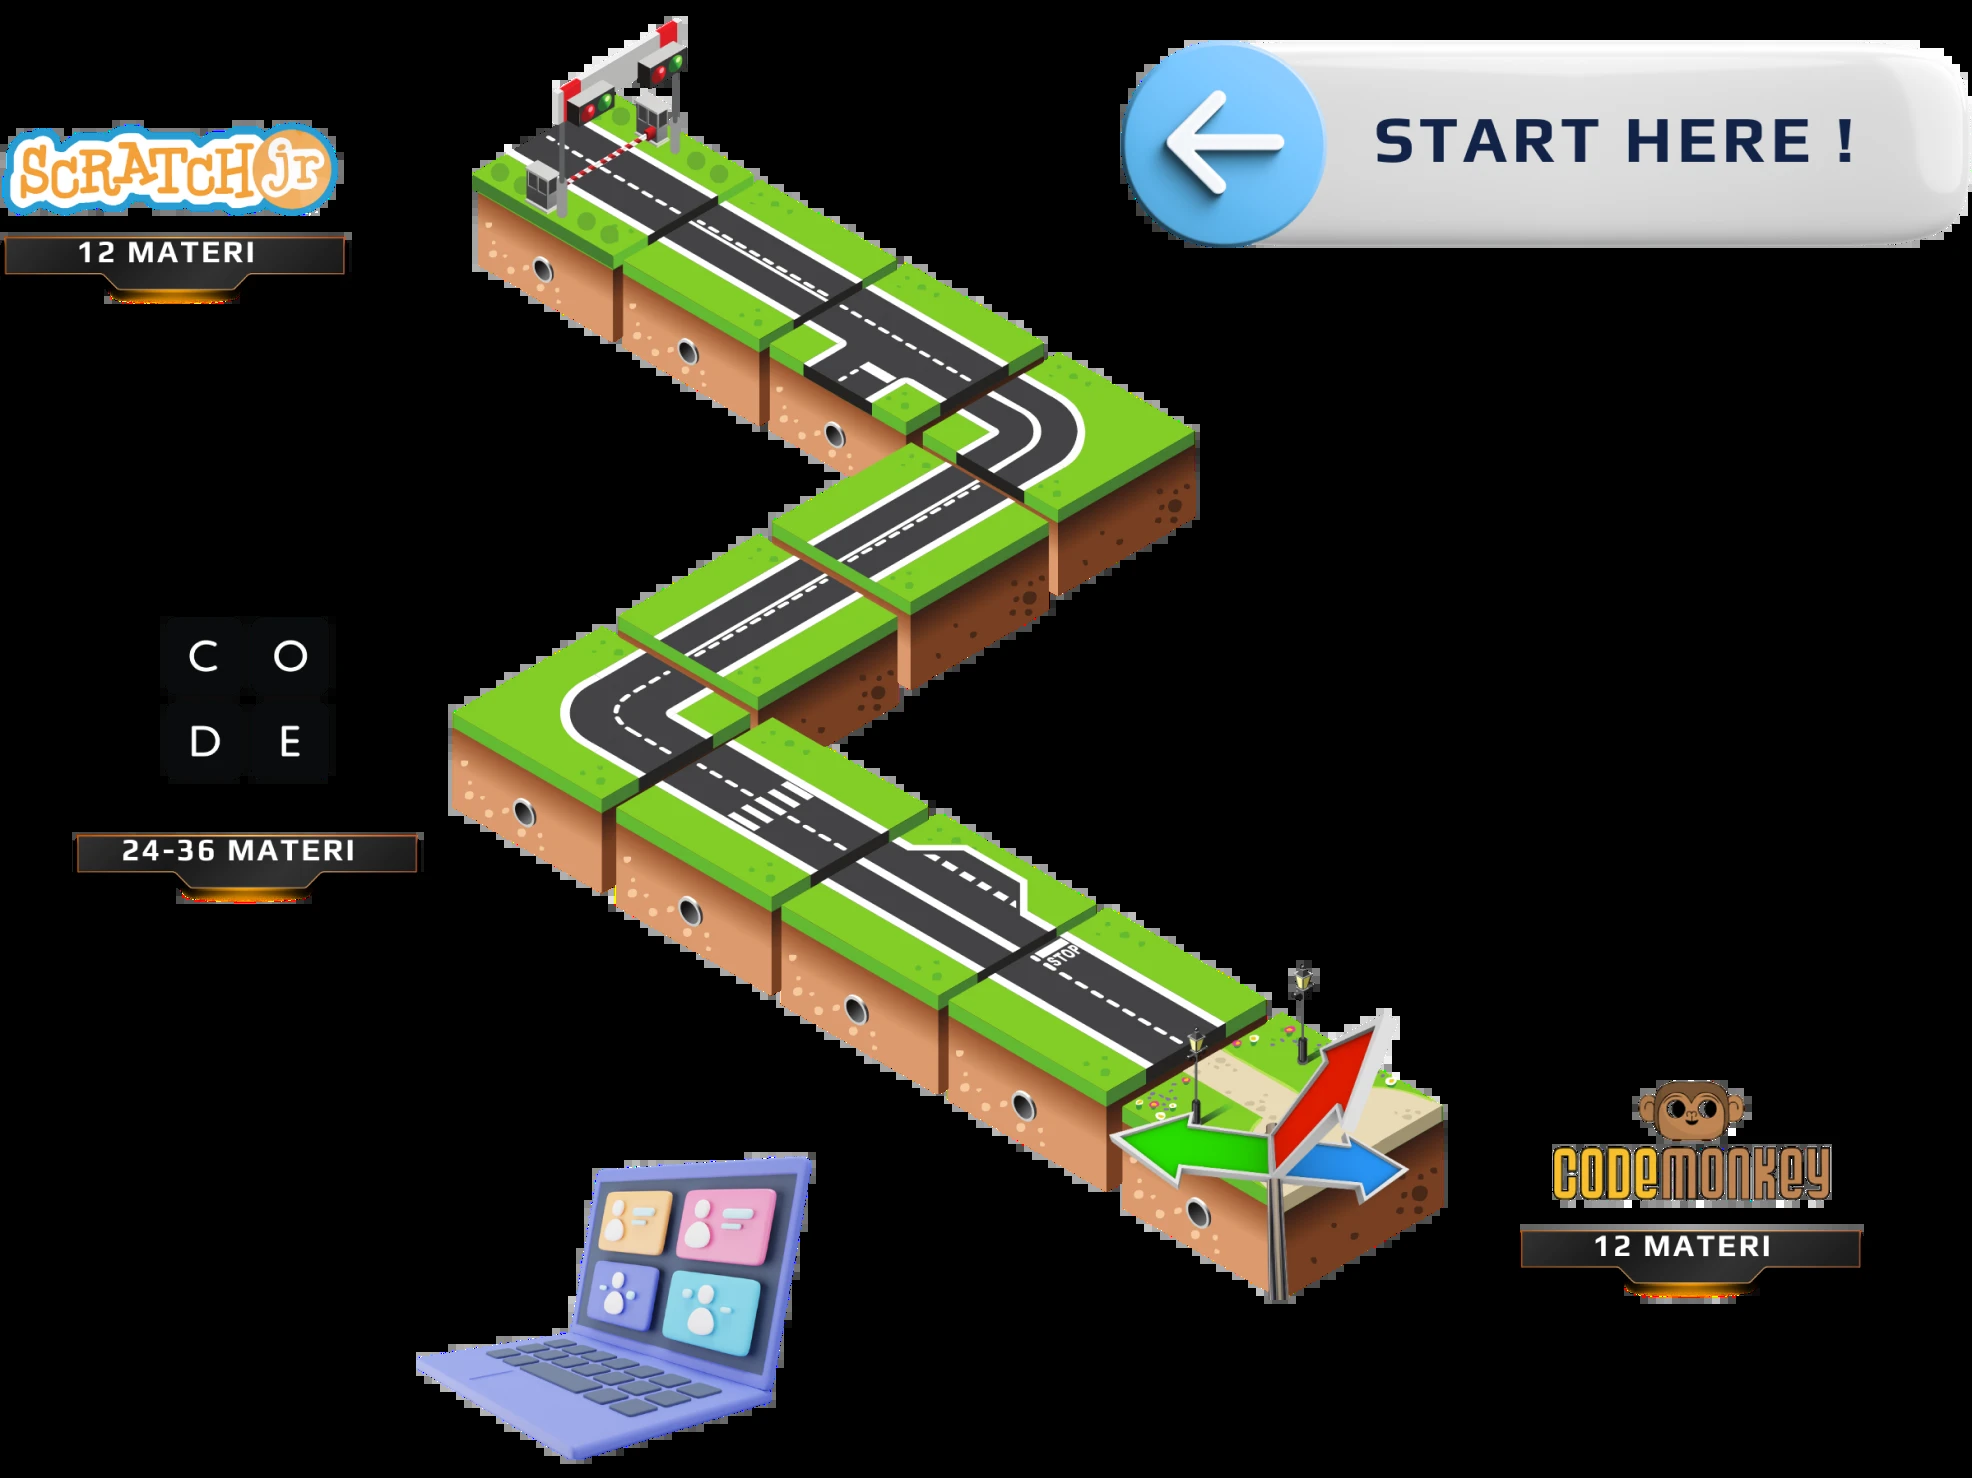 START HERE !
SCRATCH jr
12 MATERI
C O
D E
24-36 MATERI
STOP
CODEMONKEY
12 MATERI